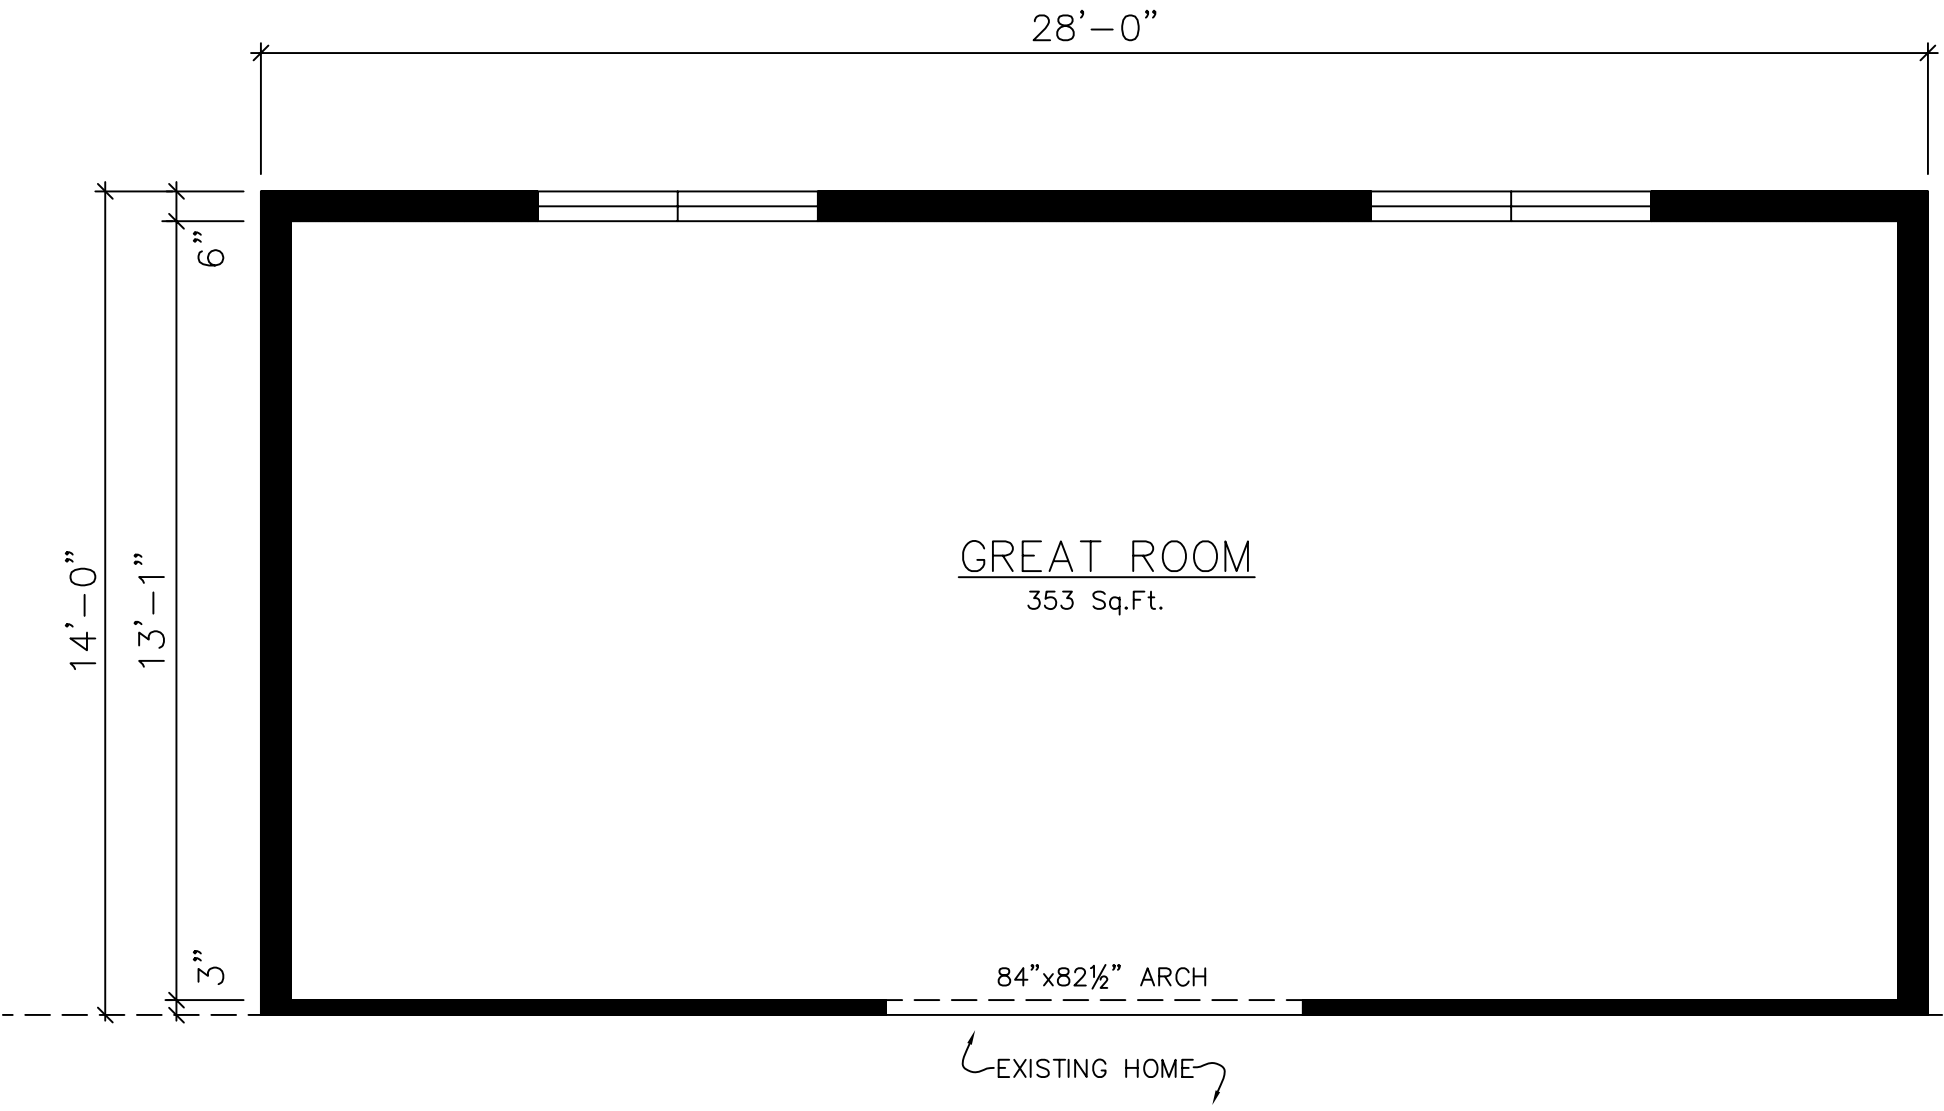 28'-0"
6"
14'-0"
13'-1"
GREAT ROOM
353 Sq.Ft.
3"
84"x82½" ARCH
EXISTING HOME